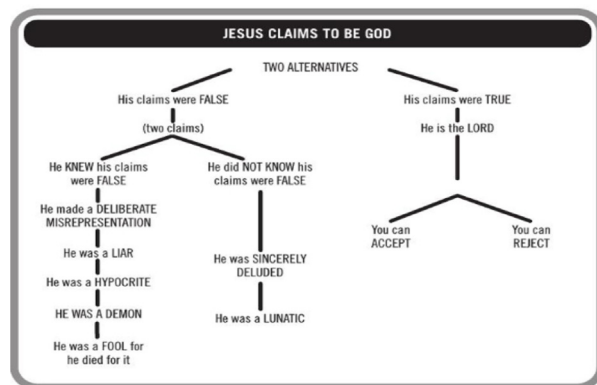 JESUS CLAIMS TO BE GOD
TWO ALTERNATIVES
His claims were FALSE
(two claims)
He KNEW his claims
were FALSE
He made a DELIBERATE
MISREPRESENTATION
He was a LIAR
He was a HYPOCRITE
HE WAS A DEMON
He was a FOOL for
he died for it
He did NOT KNOW his
claims were FALSE
He was SINCERELY
DELUDED
He was a LUNATIC
His claims were TRUE
He is the LORD
You can
ACCEPT
You can
REJECT